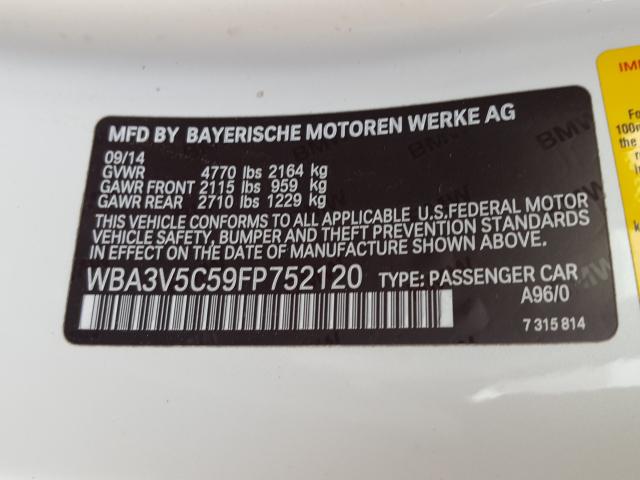 MFD BY BAYERISCHE MOTOREN WERKE AG
09/14
GVWR 4770 lbs 2164 kg
GAWR FRONT 2115 lbs 959 kg
GAWR REAR 2710 lbs 1229 kg
THIS VEHICLE CONFORMS TO ALL APPLICABLE U.S.FEDERAL MOTOR
VEHICLE SAFETY, BUMPER AND THEFT PREVENTION STANDARDS
IN EFFECT ON THE DATE OF MANUFACTURE SHOWN ABOVE.
WBA3V5C59FP752120 TYPE: PASSENGER CAR
A96/0
7 315 814
100m
the